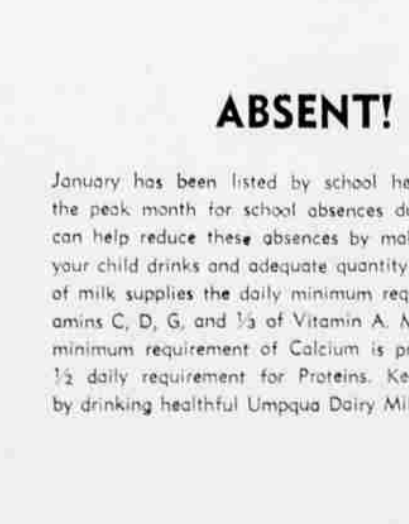 ABSENT!
January has been listed by school he
the peak month for school absences du
can help reduce these absences by mak
your child drinks and adequate quantity
of milk supplies the daily minimum req
amins C, D, G, and ⅓ of Vitamin A. M
minimum requirement of Calcium is pr
½ daily requirement for Proteins. Ke
by drinking healthful Umpqua Dairy Mil